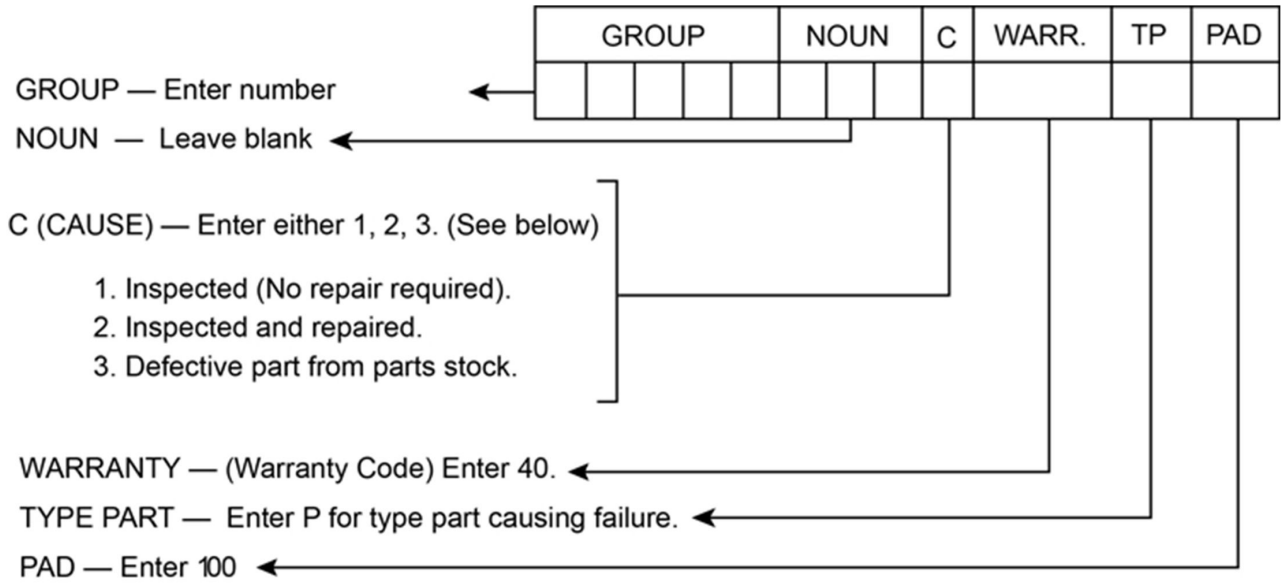 GROUP NOUN C WARR. TP PAD
GROUP — Enter number
NOUN — Leave blank
C (CAUSE) — Enter either 1, 2, 3. (See below)
1. Inspected (No repair required).
2. Inspected and repaired.
3. Defective part from parts stock.
WARRANTY — (Warranty Code) Enter 40.
TYPE PART — Enter P for type part causing failure.
PAD — Enter 100